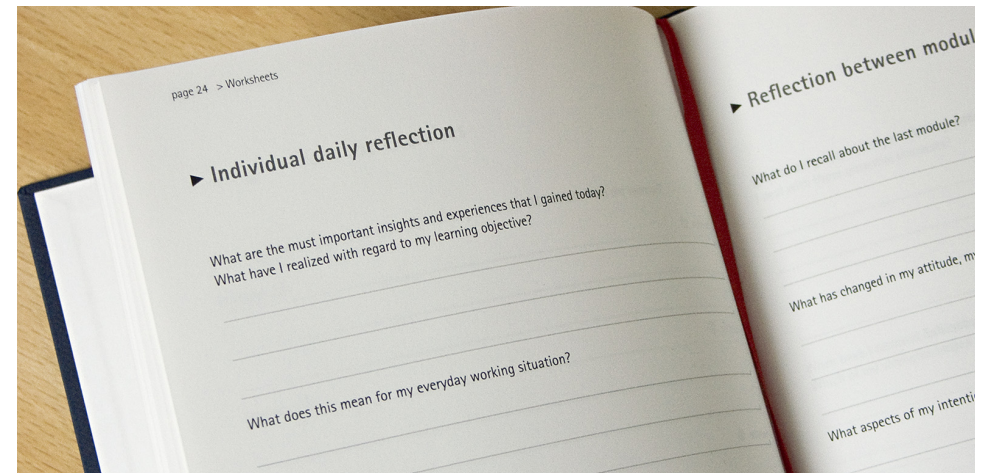 page 24 > Worksheets
▶ Individual daily reflection
What are the must important insights and experiences that I gained today?
What have I realized with regard to my learning objective?
What does this mean for my everyday working situation?
▶ Reflection between modul
What do I recall about the last module?
What has changed in my attitude,
What aspects of my intenti